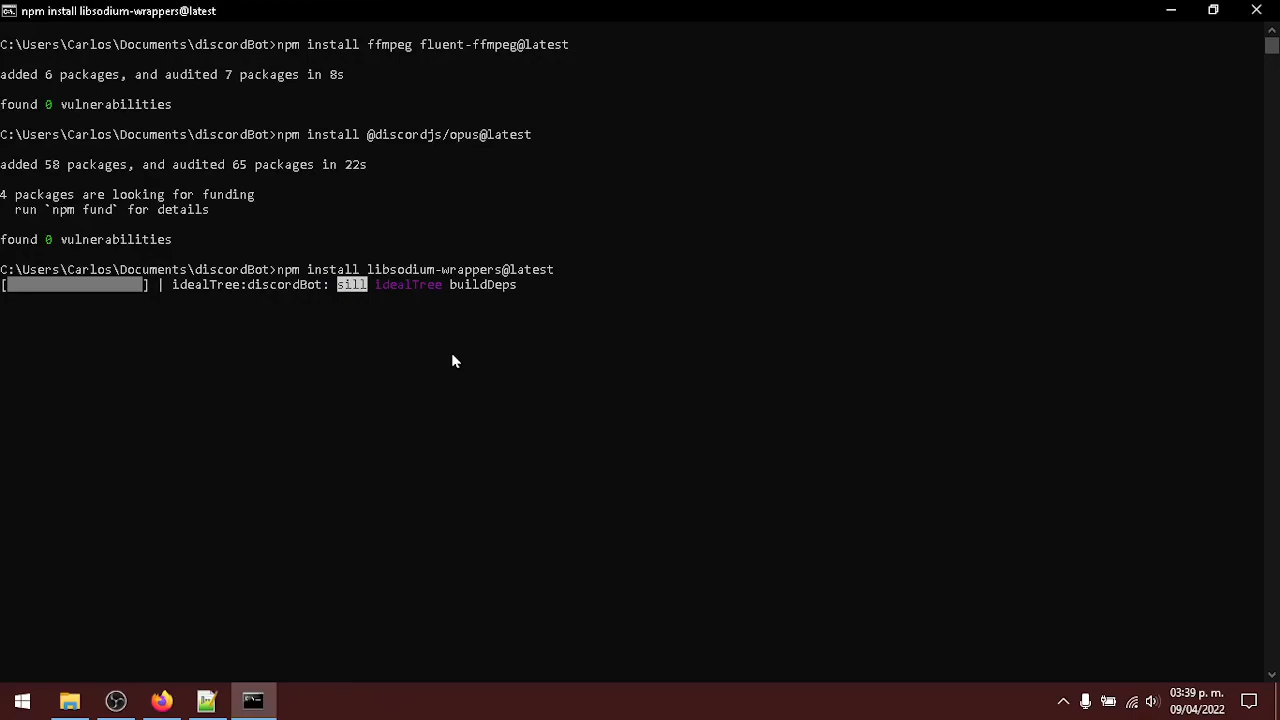 npm install libsodium-wrappers@latest
C:\Users\Carlos\Documents\discordBot>npm install ffmpeg fluent-ffmpeg@latest
added 6 packages, and audited 7 packages in 8s
found 0 vulnerabilities
C:\Users\Carlos\Documents\discordBot>npm install @discordjs/opus@latest
added 58 packages, and audited 65 packages in 22s
4 packages are looking for funding
run `npm fund` for details
found 0 vulnerabilities
C:\Users\Carlos\Documents\discordBot>npm install libsodium-wrappers@latest
[                  ] | idealTree:discordBot: sill idealTree buildDeps
03:39 p. m.
09/04/2022